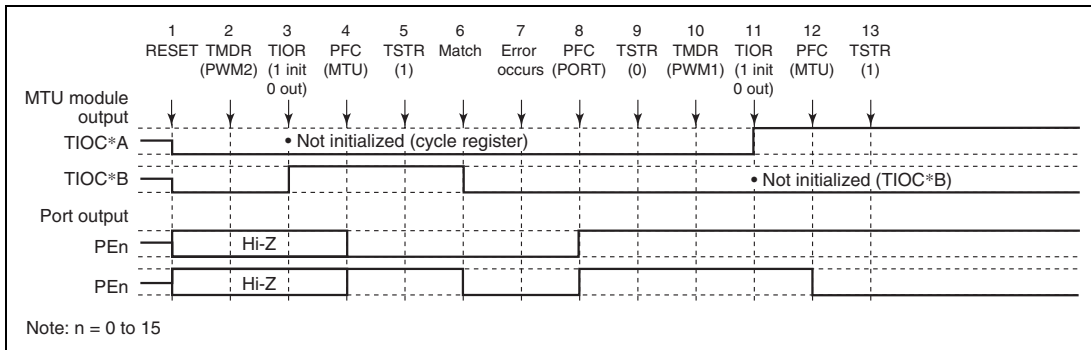 1 2 3 4 5 6 7 8 9 10 11 12 13
RESET TMDR TIOR PFC TSTR Match Error PFC TSTR TMDR TIOR PFC TSTR
(PWM2) (1 init (MTU) (1) occurs (PORT) (0) (PWM1) (1 init (MTU) (1)
0 out) 0 out)
MTU module
output
TIOC*A • Not initialized (cycle register)
TIOC*B • Not initialized (TIOC*B)
Port output
PEn Hi-Z
PEn Hi-Z
Note: n = 0 to 15